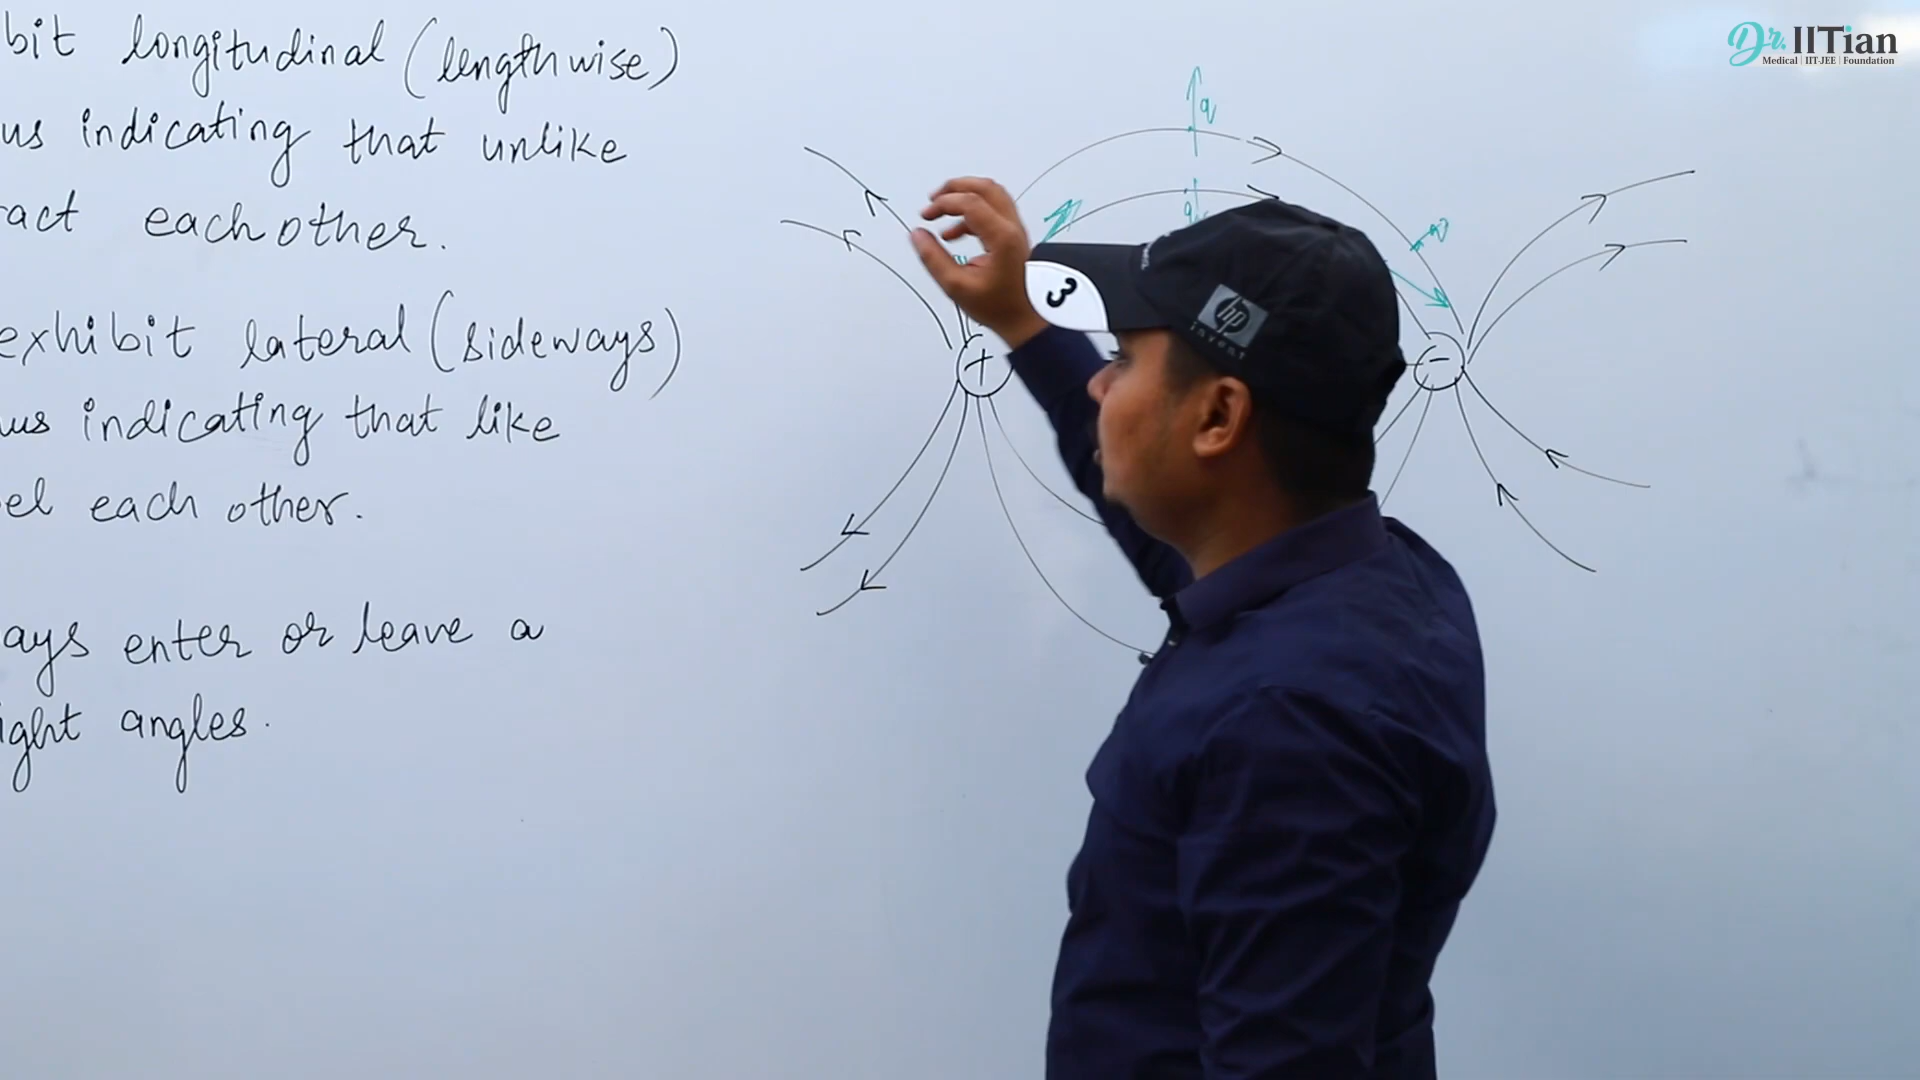 bit longitudinal (lengthwise)
us indicating that unlike
ract each other.
exhibit lateral (sideways)
us indicating that like
el each other.
ays enter or leave a
ight angles.
q
+
-
3
hp
invent
Dr. IITian
Medical | IIT-JEE | Foundation